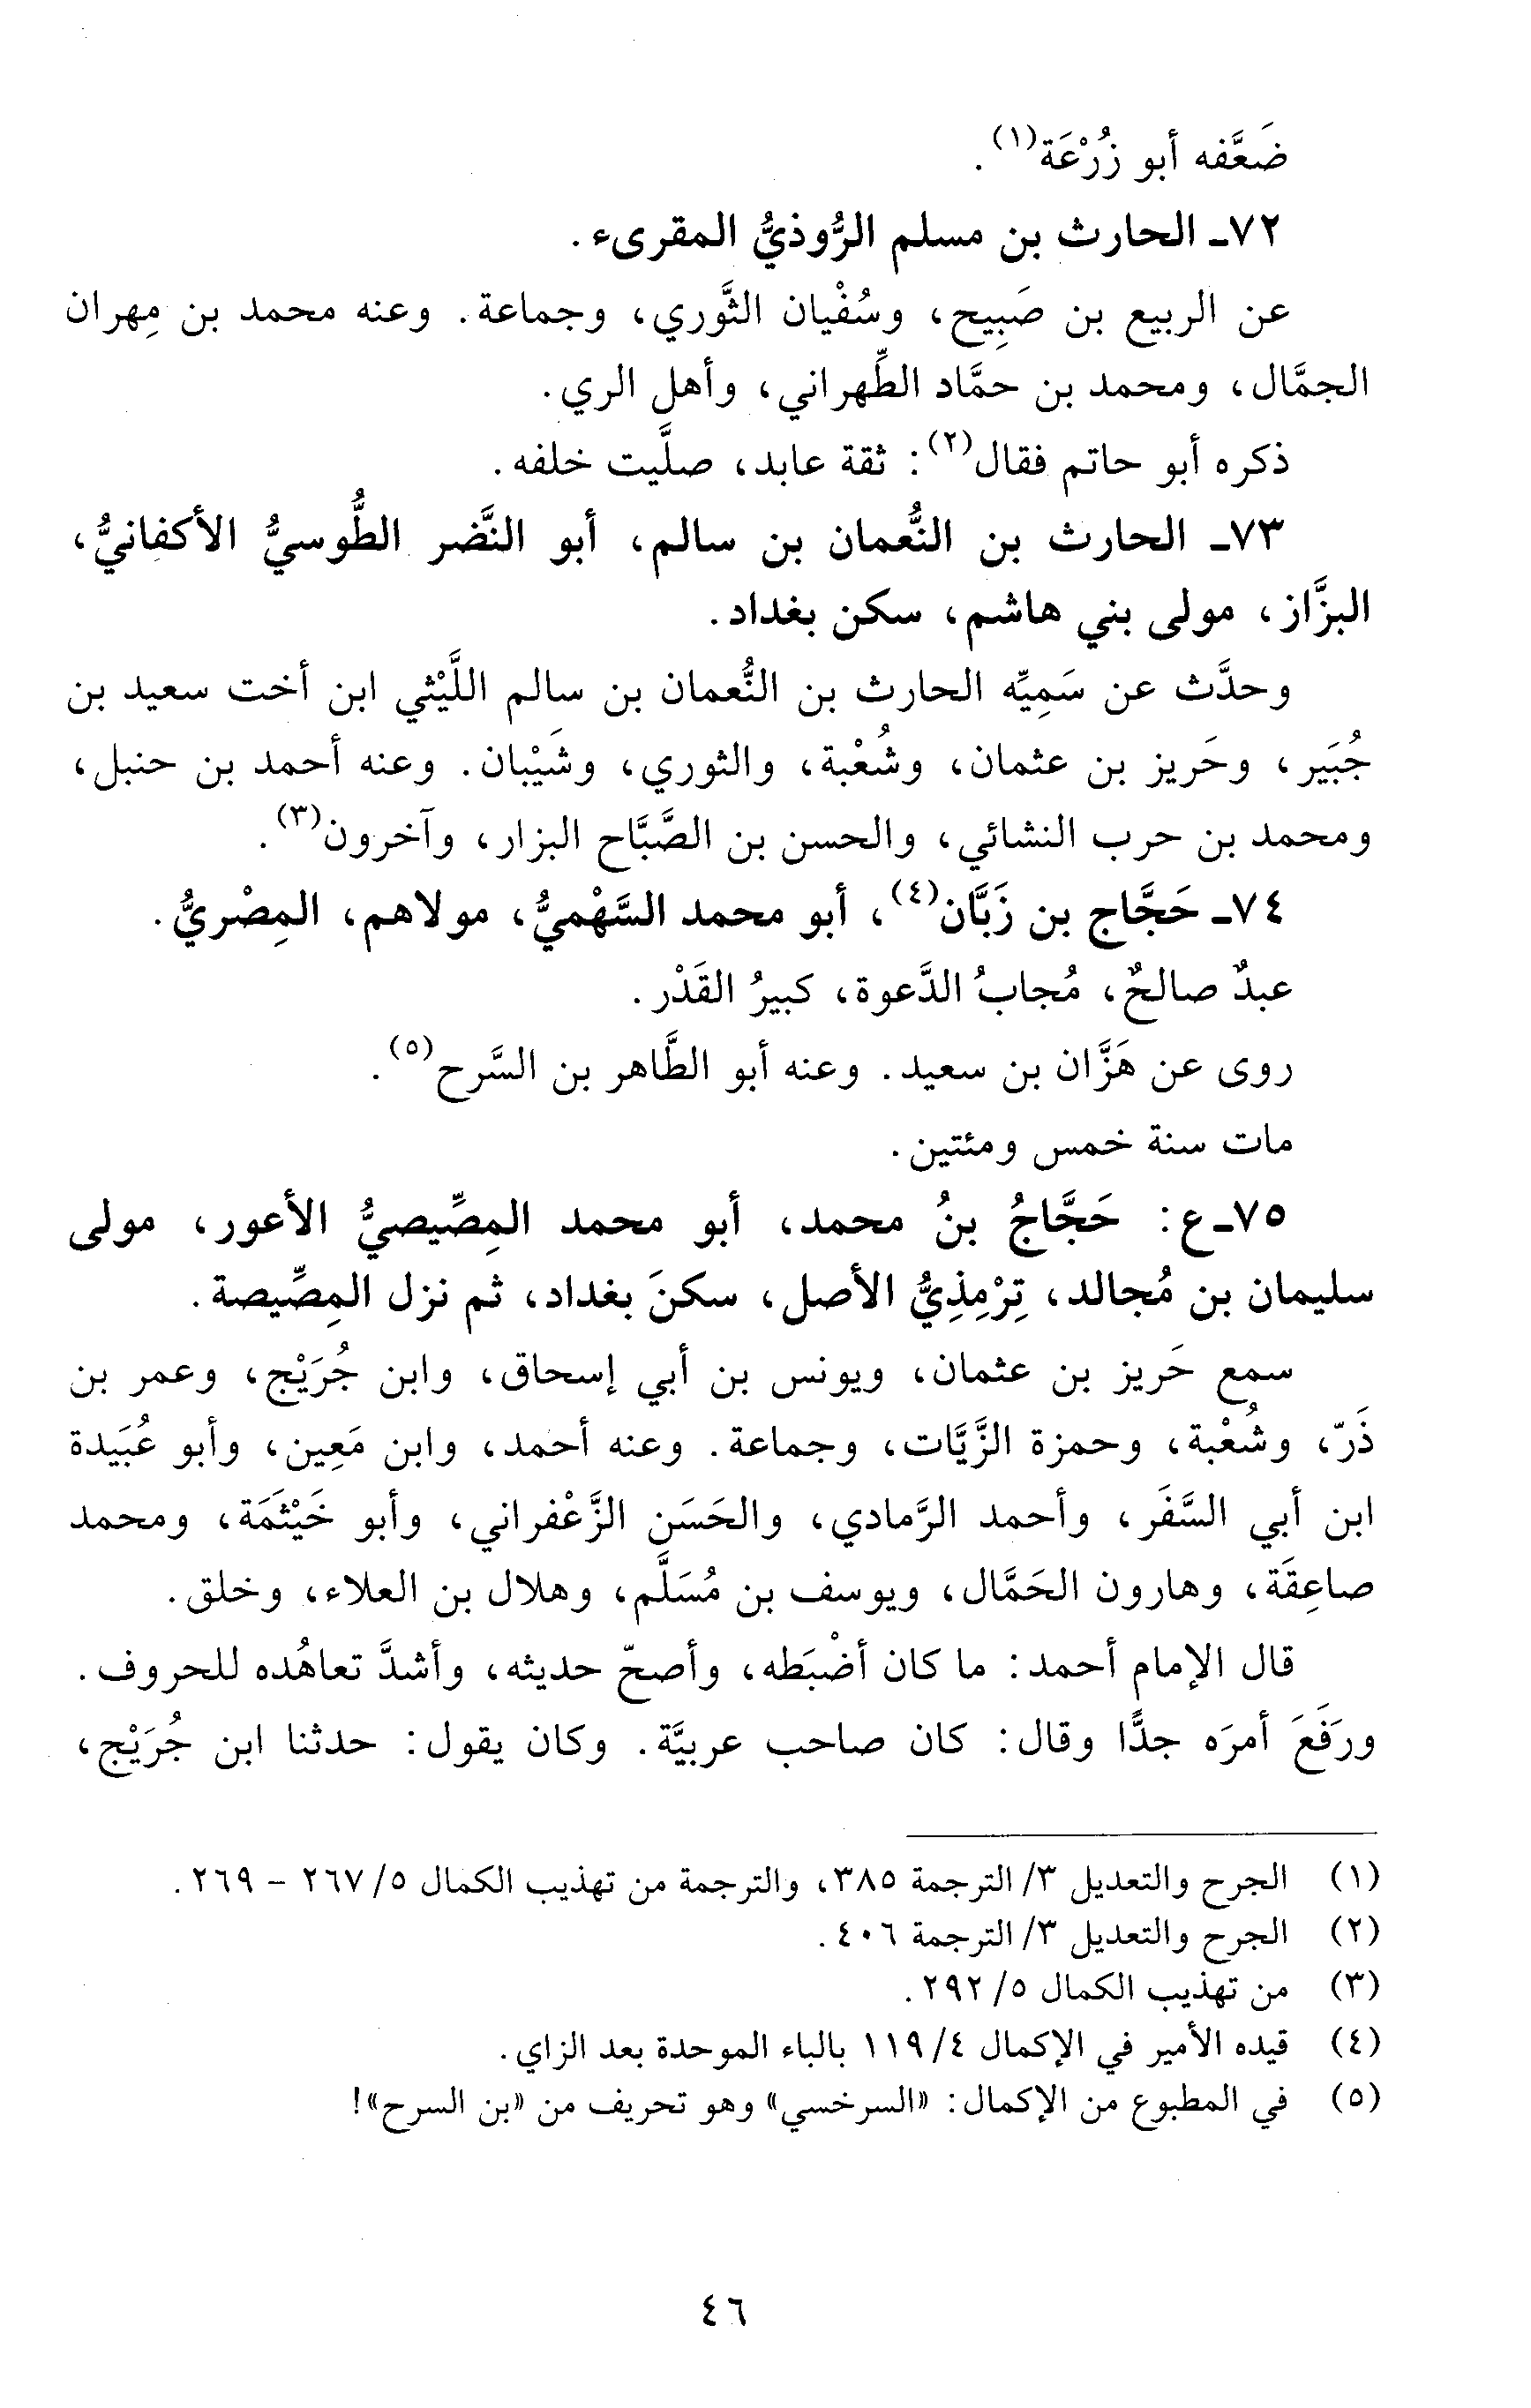 ضَعَّفه أبو زُرْعَة(١).
٧٢ـ الحارث بن مسلم الرُّوذيُّ المقرىء.
عن الربيع بن صَبِيح، وسُفْيان الثَّوري، وجماعة. وعنه محمد بن مِهران
الجمَّال، ومحمد بن حمَّاد الطِّهراني، وأهل الري.
ذكره أبو حاتم فقال(٢): ثقة عابد، صلَّيت خلفه.
٧٣ـ الحارث بن النُّعمان بن سالم، أبو النَّضر الطُّوسيُّ الأكفانيُّ،
البزَّاز، مولى بني هاشم، سكن بغداد.
وحدَّث عن سَمِيِّه الحارث بن النُّعمان بن سالم اللَّيْثي ابن أخت سعيد بن
جُبَير، وحَريز بن عثمان، وشُعْبة، والثوري، وشَيْبان. وعنه أحمد بن حنبل،
ومحمد بن حرب النشائي، والحسن بن الصَّبَّاح البزار، وآخرون(٣).
٧٤ـ حَجَّاج بن زَبَّان(٤)، أبو محمد السَّهْميُّ، مولاهم، المِصْريُّ.
عبدٌ صالحٌ، مُجابُ الدَّعوة، كبيرُ القَدْر.
روى عن هَزَّان بن سعيد. وعنه أبو الطَّاهر بن السَّرح(٥).
مات سنة خمس ومئتين.
٧٥ـع: حَجَّاجُ بنُ محمد، أبو محمد المِصِّيصيُّ الأعور، مولى
سليمان بن مُجالد، تِرْمِذِيُّ الأصل، سكنَ بغداد، ثم نزل المِصِّيصة.
سمع حَريز بن عثمان، ويونس بن أبي إسحاق، وابن جُرَيْج، وعمر بن
ذَرّ، وشُعْبة، وحمزة الزَّيَّات، وجماعة. وعنه أحمد، وابن مَعِين، وأبو عُبَيدة
ابن أبي السَّفَر، وأحمد الرَّمادي، والحَسَن الزَّعْفراني، وأبو خَيْثَمَة، ومحمد
صاعِقَة، وهارون الحَمَّال، ويوسف بن مُسَلَّم، وهلال بن العلاء، وخلق.
قال الإمام أحمد: ما كان أضْبَطه، وأصحّ حديثه، وأشدَّ تعاهُده للحروف.
ورَفَعَ أمرَه جدًّا وقال: كان صاحب عربيَّة. وكان يقول: حدثنا ابن جُرَيْج،
(١) الجرح والتعديل ٣/ الترجمة ٣٨٥، والترجمة من تهذيب الكمال ٥/ ٢٦٧ - ٢٦٩.
(٢) الجرح والتعديل ٣/ الترجمة ٤٠٦.
(٣) من تهذيب الكمال ٥/ ٢٩٢.
(٤) قيده الأمير في الإكمال ٤/ ١١٩ بالباء الموحدة بعد الزاي.
(٥) في المطبوع من الإكمال: «السرخسي» وهو تحريف من «بن السرح»!
٤٦